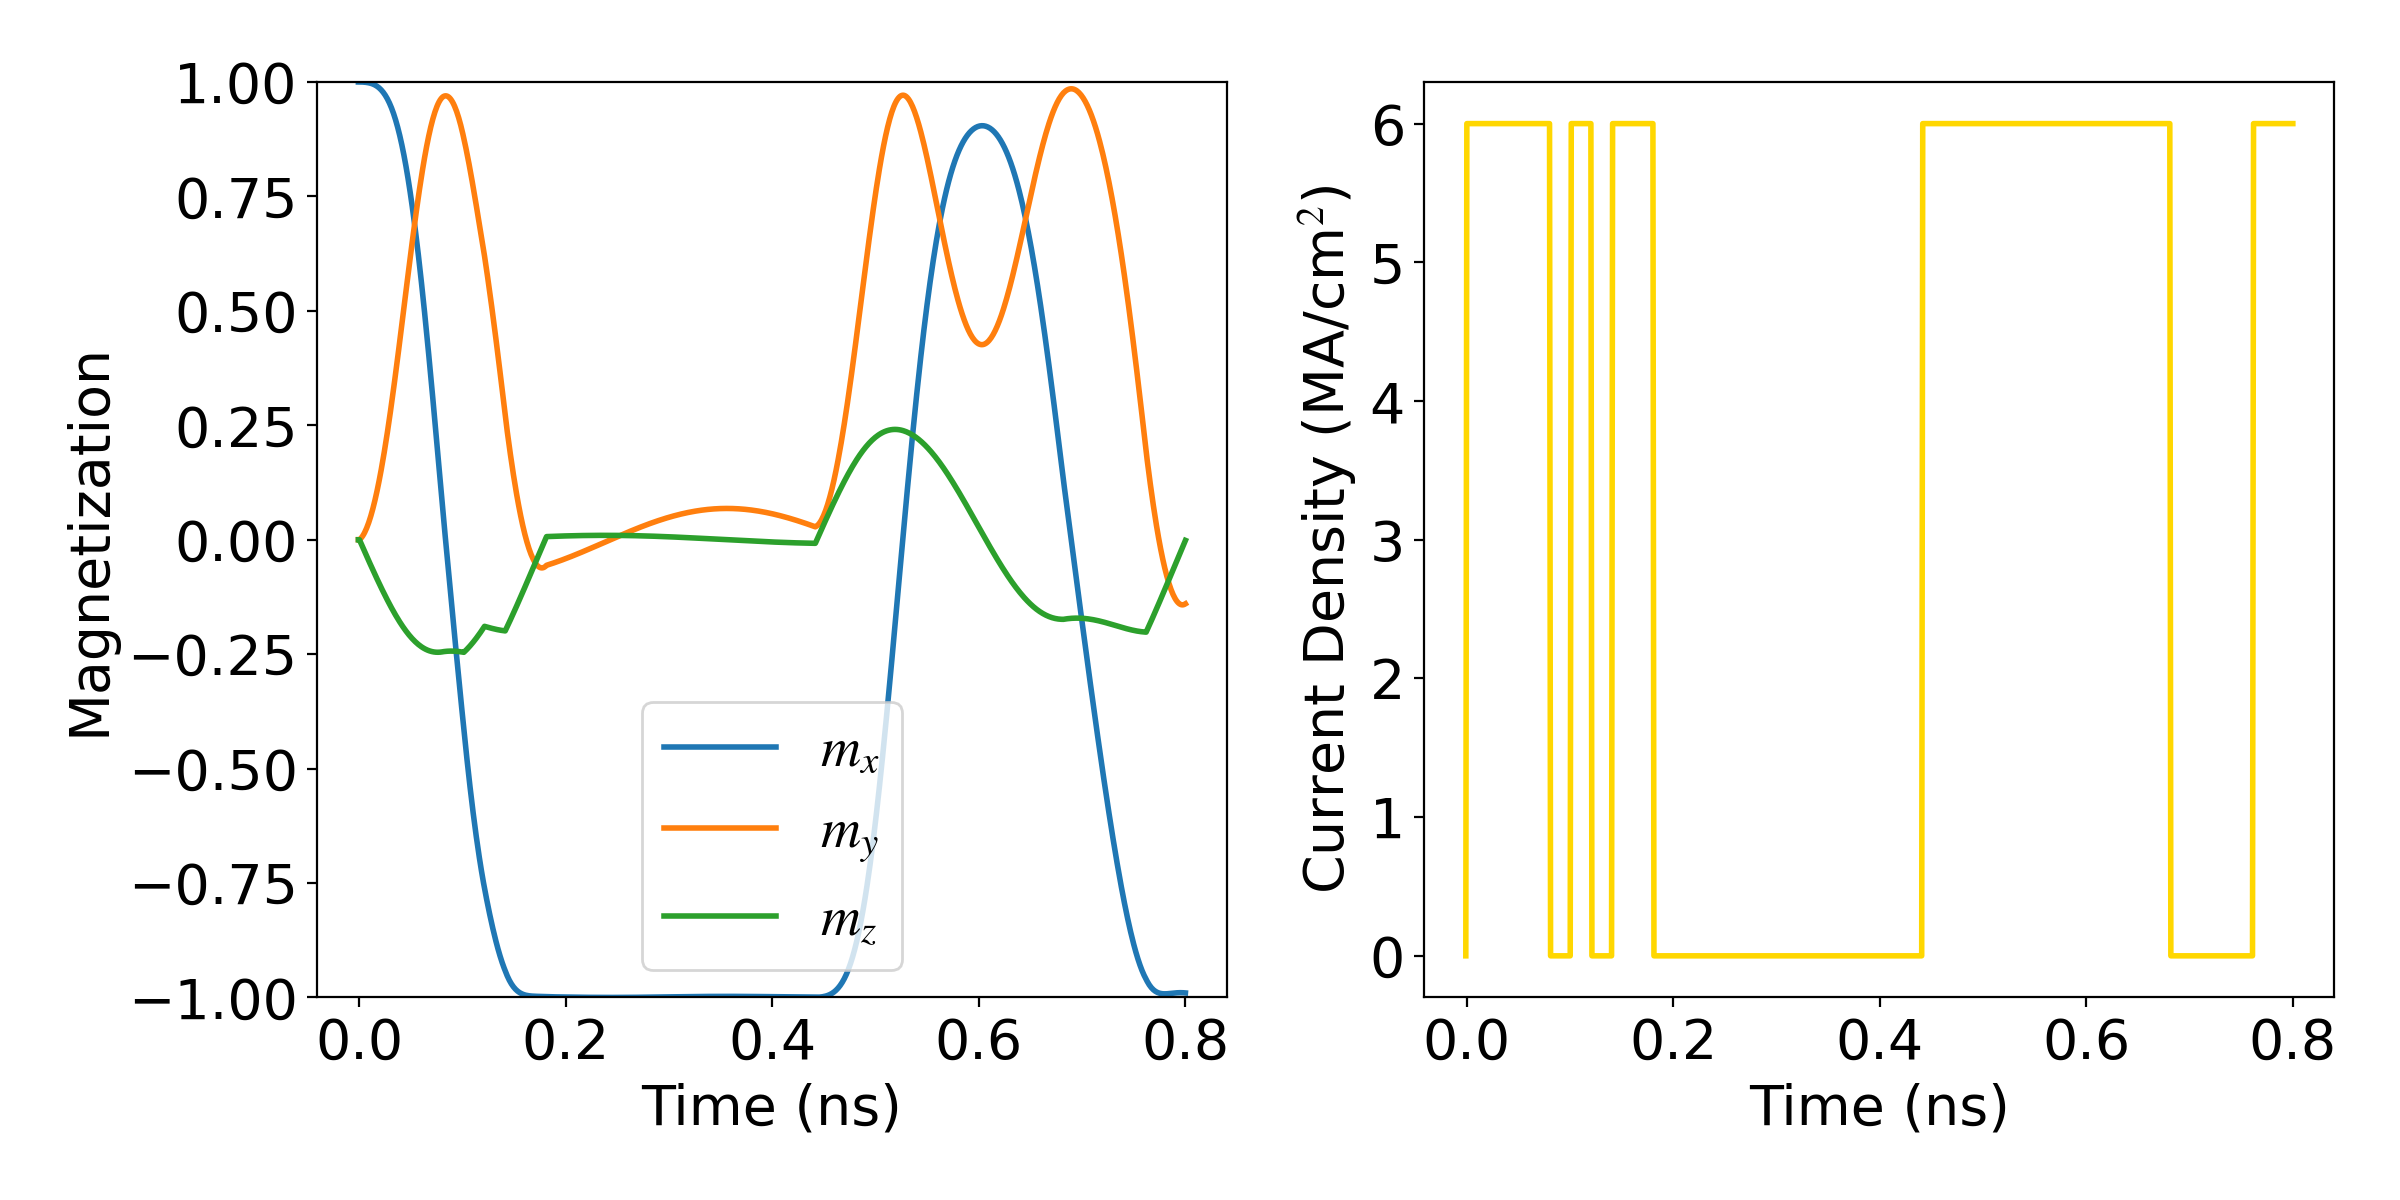 1.00
0.75
0.50
0.25
0.00
−0.25
−0.50
−0.75
−1.00
Magnetization
0.0 0.2 0.4 0.6 0.8
Time (ns)
m_x
m_y
m_z
6
5
4
3
2
1
0
Current Density (MA/cm²)
0.0 0.2 0.4 0.6 0.8
Time (ns)